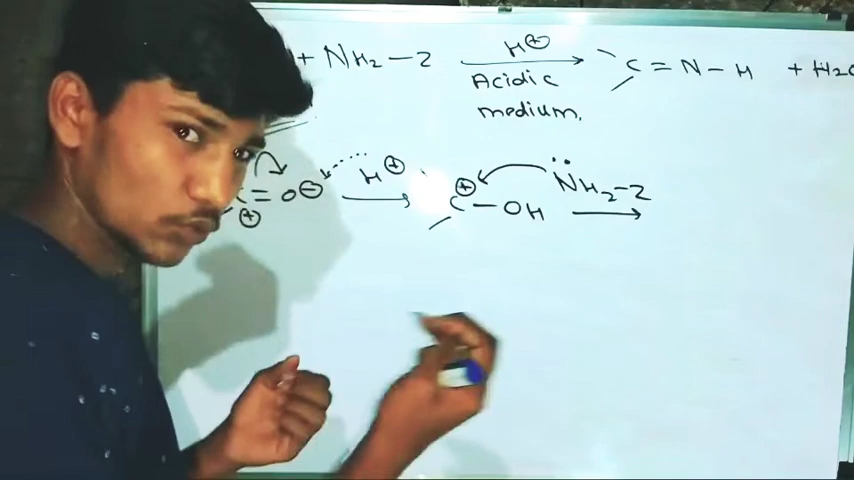 + NH2 - Z H⊕ → C = N - H + H2O
Acidic
medium.
C = O⊖ H⊕ → ⊕C - OH N̈H2-Z →
⊕